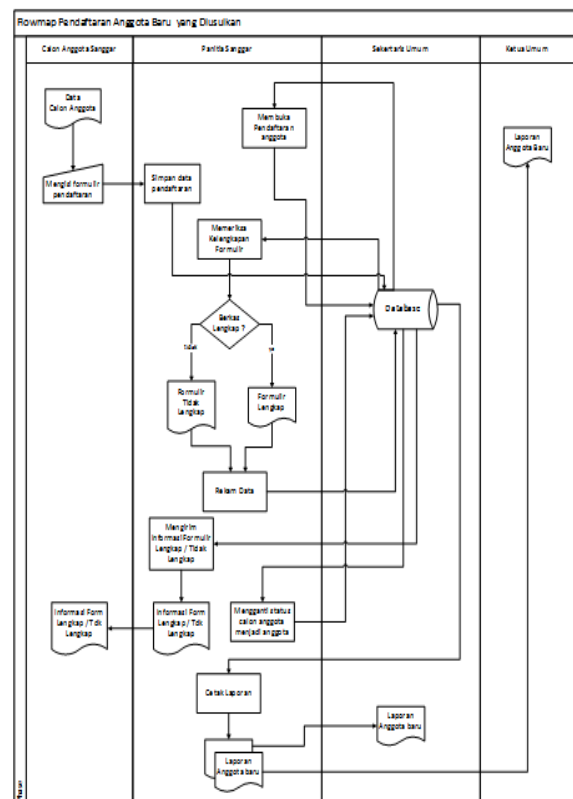 Flowmap Pendaftaran Anggota Baru yang Diusulkan
Calon Anggota Sanggar
Panitia Sanggar
Sekertaris Umum
Ketua Umum
Data
Calon Anggota
Membuka
Pendaftaran
anggota
Laporan
Anggota Baru
Mengisi formulir
pendaftaran
Simpan data
pendaftaran
Memeriksa
Kelengkapan
Formulir
Database
Berkas
Lengkap ?
Tidak
Ya
Formulir
Tidak
Lengkap
Formulir
Lengkap
Rekam Data
Mengirim
Informasi Formulir
Lengkap / Tidak
Lengkap
Informasi Form
Lengkap / Tdk
Lengkap
Informasi Form
Lengkap / Tdk
Lengkap
Mengganti status
calon anggota
menjadi anggota
Cetak Laporan
Laporan
Anggota baru
Laporan
Anggota baru
Phase